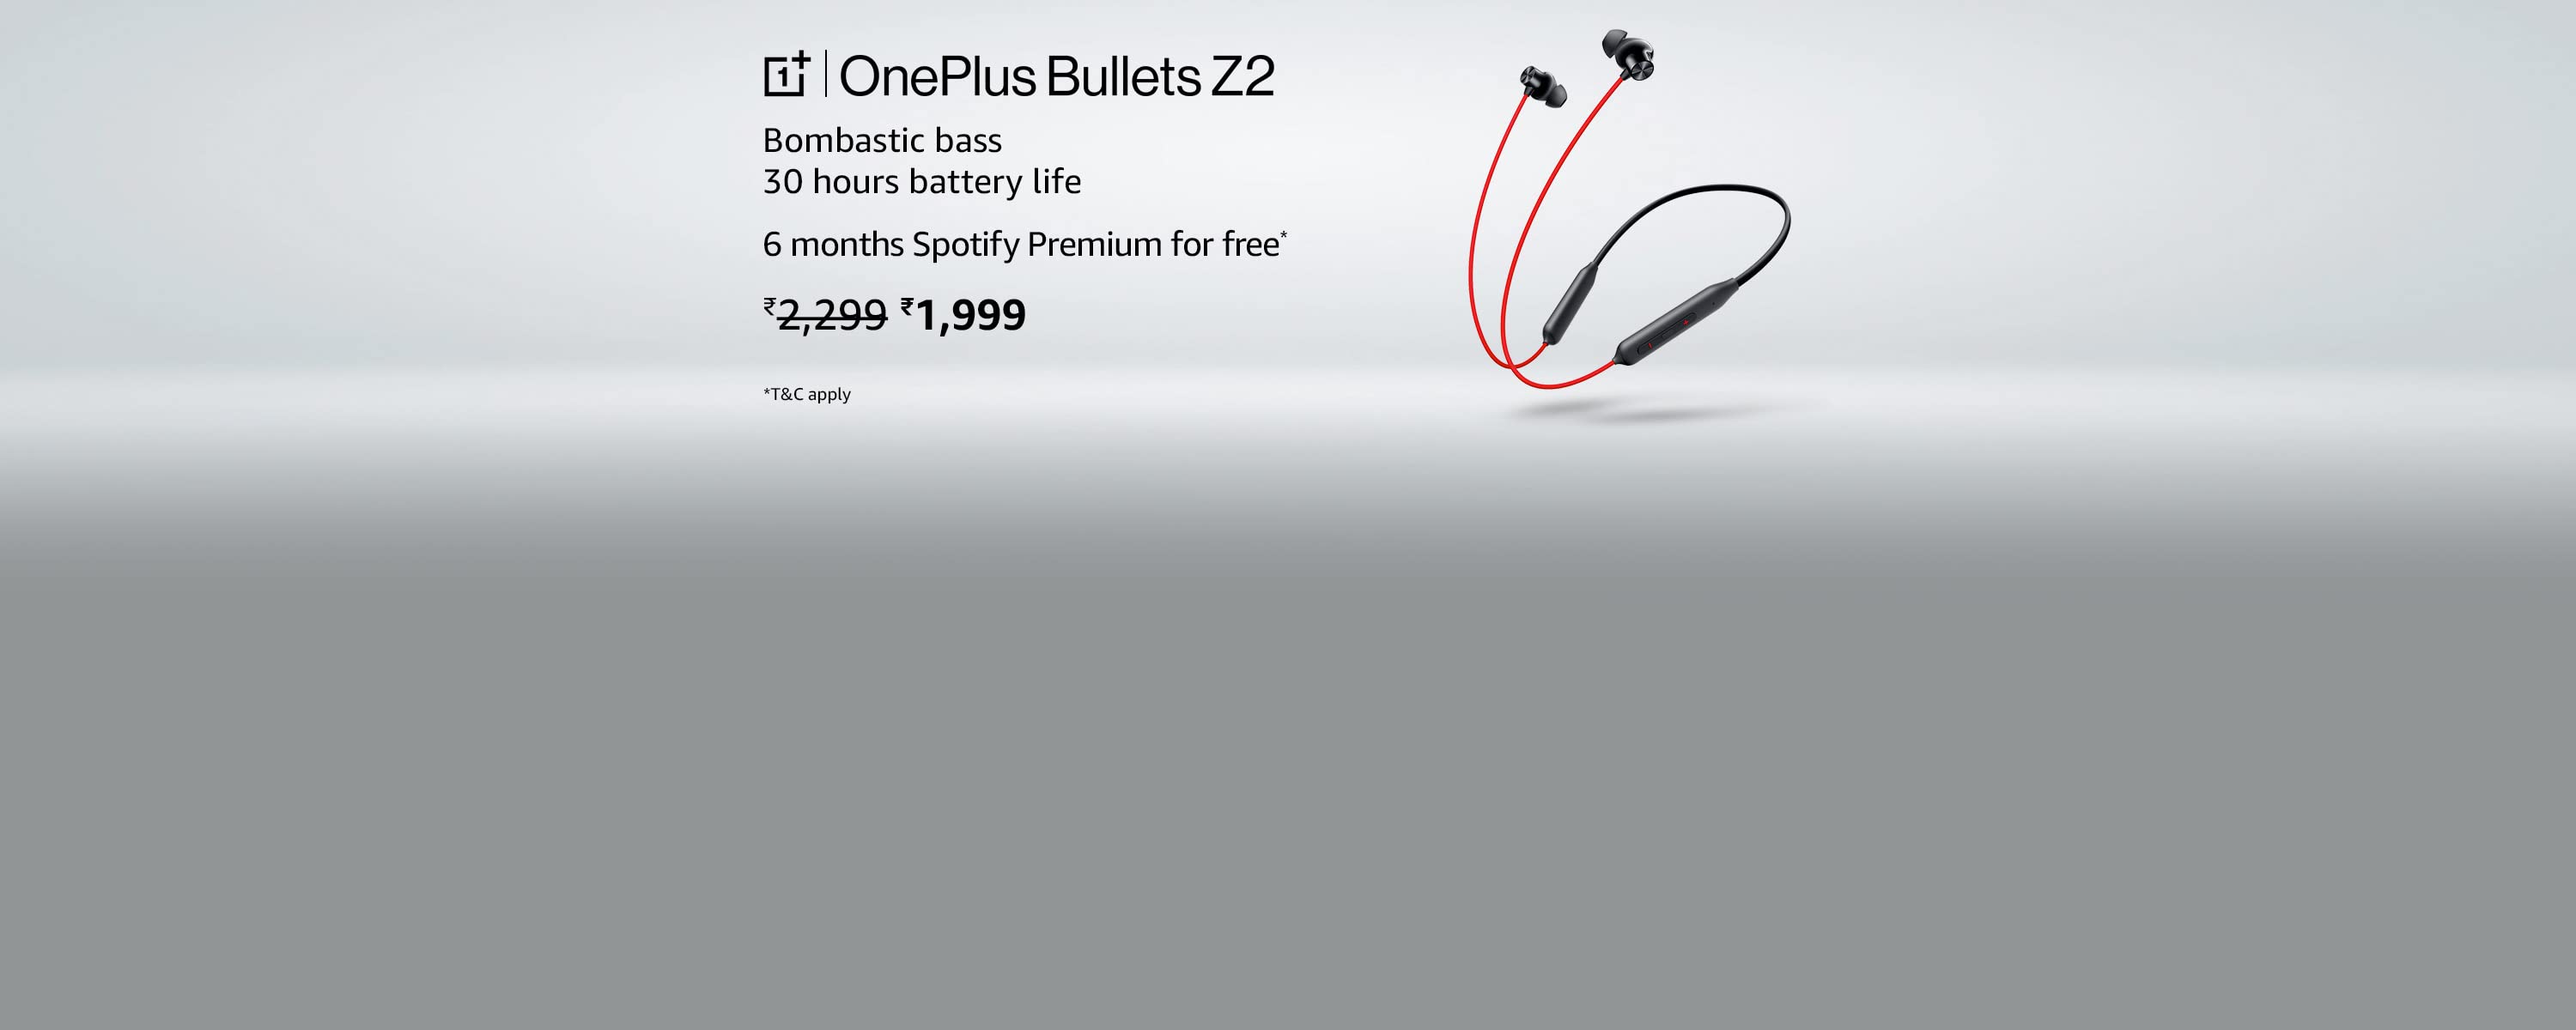 1+ | OnePlus Bullets Z2
Bombastic bass
30 hours battery life
6 months Spotify Premium for free*
₹2,299 ₹1,999
*T&C apply